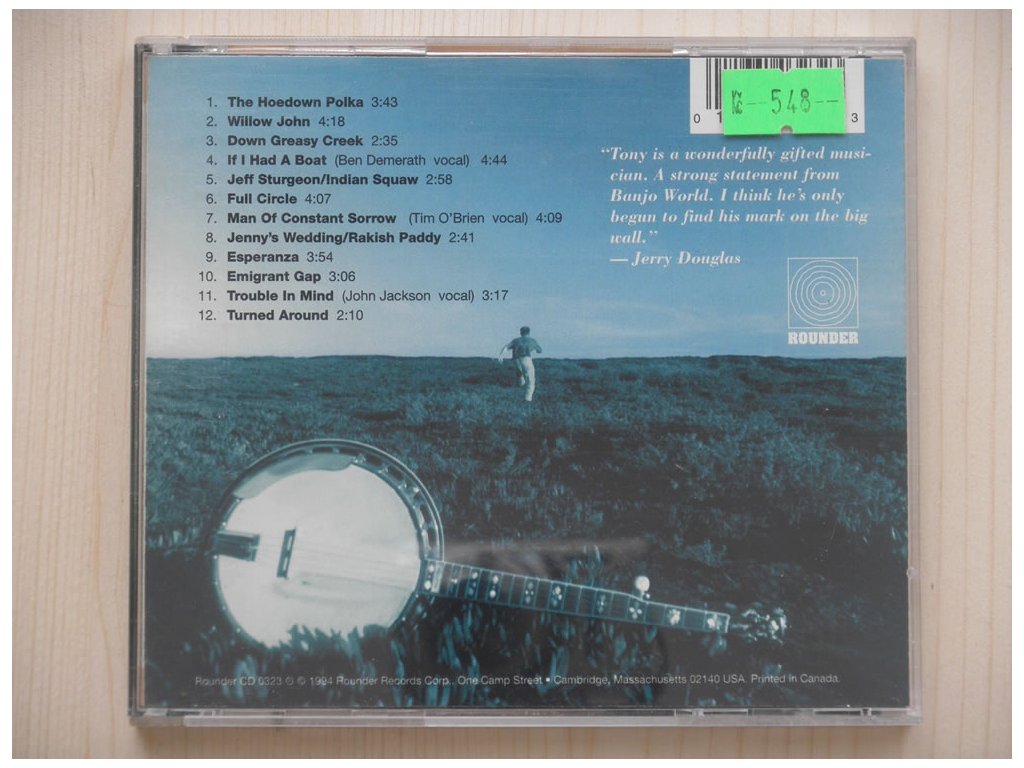 1. The Hoedown Polka 3:43
2. Willow John 4:18
3. Down Greasy Creek 2:35
4. If I Had A Boat (Ben Demerath vocal) 4:44
5. Jeff Sturgeon/Indian Squaw 2:58
6. Full Circle 4:07
7. Man Of Constant Sorrow (Tim O'Brien vocal) 4:09
8. Jenny's Wedding/Rakish Paddy 2:41
9. Esperanza 3:54
10. Emigrant Gap 3:06
11. Trouble In Mind (John Jackson vocal) 3:17
12. Turned Around 2:10
548
0 3
"Tony is a wonderfully gifted musi-
cian. A strong statement from
Banjo World. I think he's only
begun to find his mark on the big
wall."
— Jerry Douglas
ROUNDER
Rounder CD 0323 ℗ © 1994 Rounder Records Corp., One Camp Street • Cambridge, Massachusetts 02140 USA. Printed in Canada.